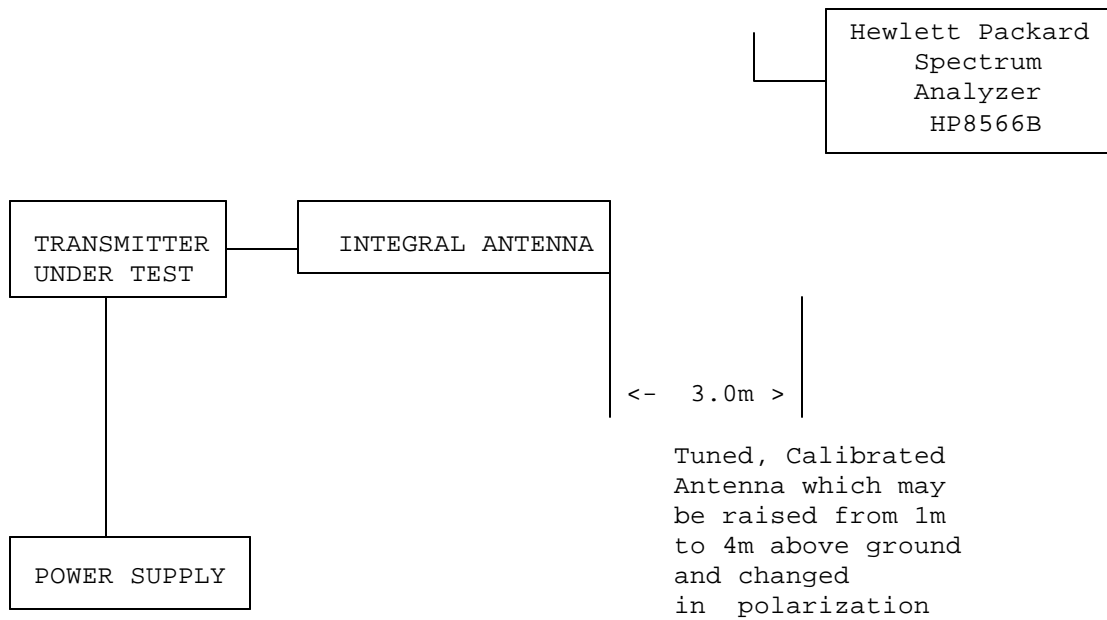 Hewlett Packard
Spectrum
Analyzer
HP8566B
TRANSMITTER
UNDER TEST
INTEGRAL ANTENNA
<- 3.0m >
Tuned, Calibrated
Antenna which may
be raised from 1m
to 4m above ground
and changed
in polarization
POWER SUPPLY